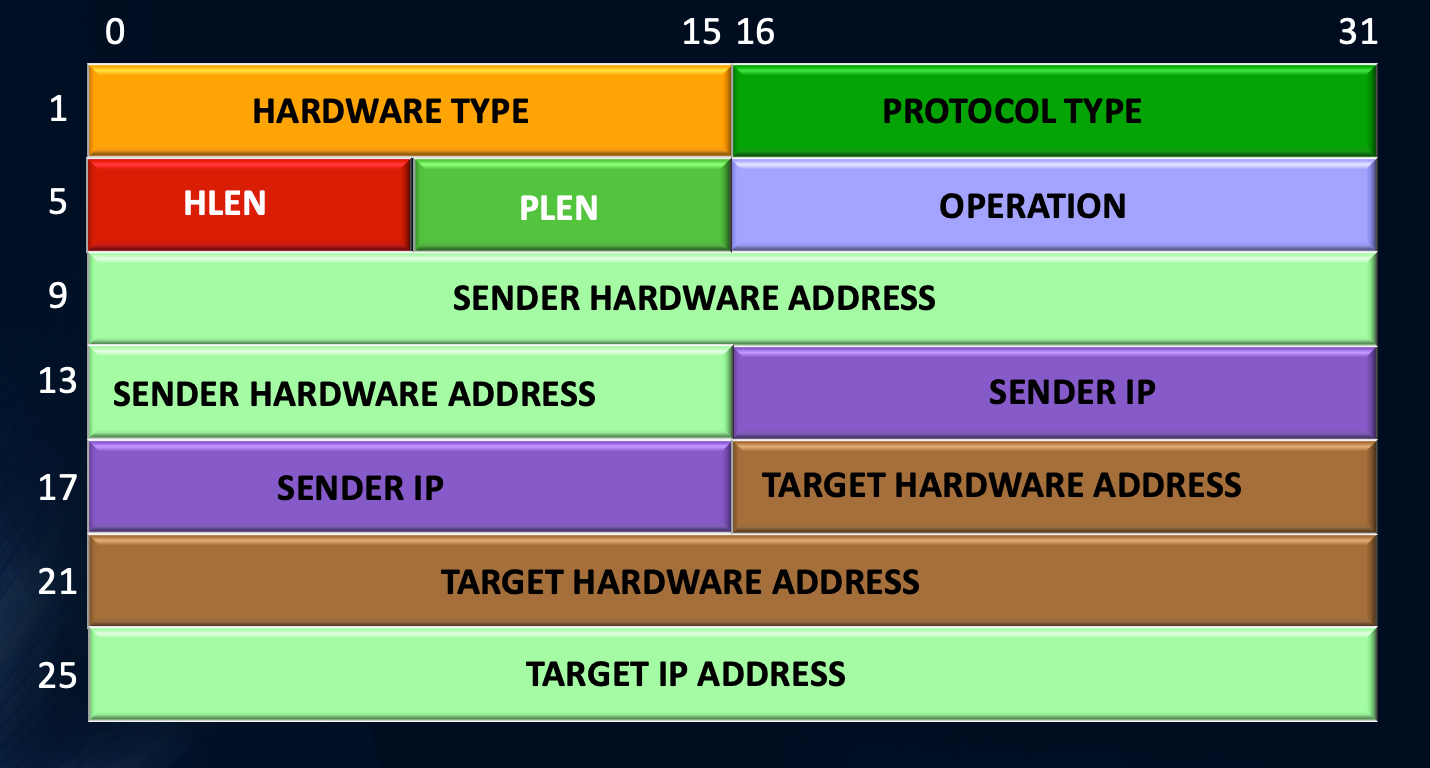 0 15 16 31
1 HARDWARE TYPE PROTOCOL TYPE
5 HLEN PLEN OPERATION
9 SENDER HARDWARE ADDRESS
13 SENDER HARDWARE ADDRESS SENDER IP
17 SENDER IP TARGET HARDWARE ADDRESS
21 TARGET HARDWARE ADDRESS
25 TARGET IP ADDRESS